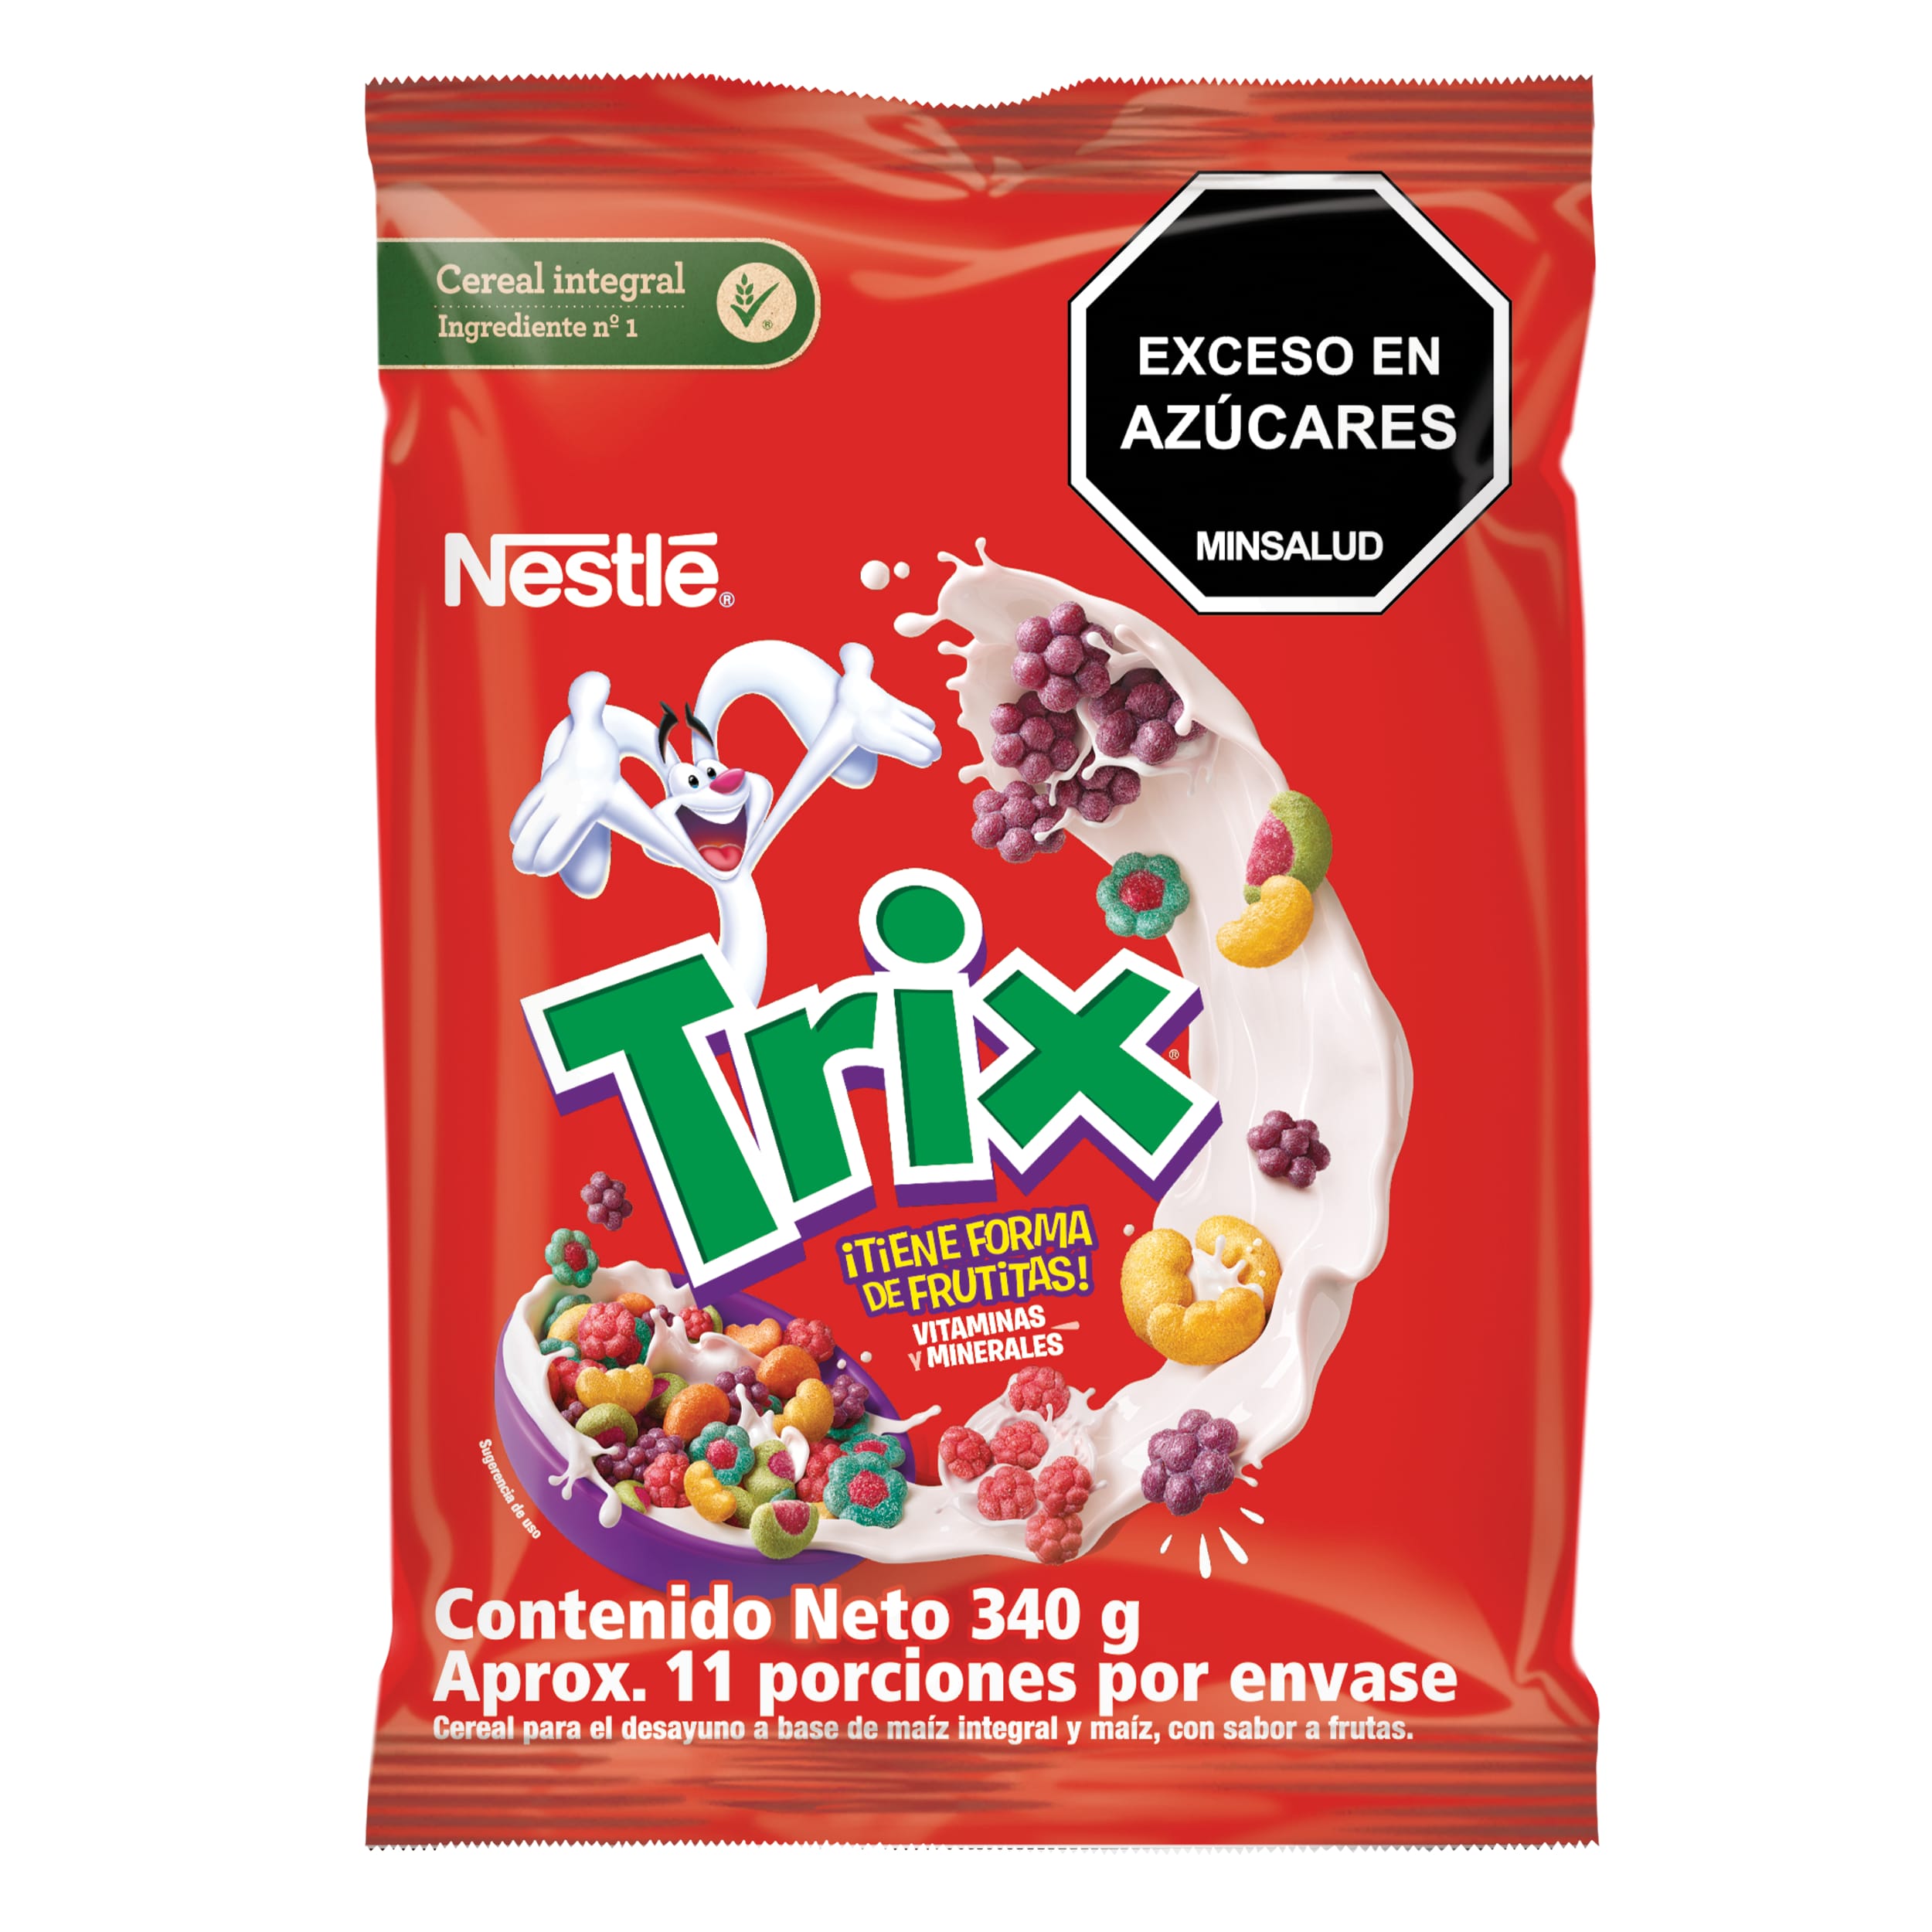 Cereal integral
Ingrediente nº 1
EXCESO EN
AZÚCARES
MINSALUD
Nestlé®
Trix®
¡TiENE FORMA
DE FRUTiTAS!
VITAMINAS
Y MINERALES
Sugerencia de uso
Contenido Neto 340 g
Aprox. 11 porciones por envase
Cereal para el desayuno a base de maíz integral y maíz, con sabor a frutas.